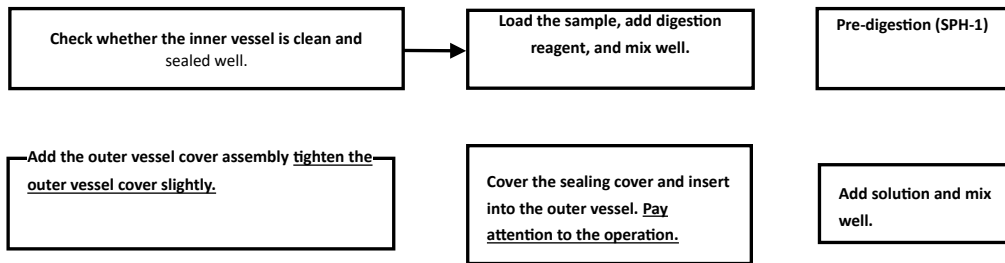 Check whether the inner vessel is clean and
sealed well.
Load the sample, add digestion
reagent, and mix well.
Pre-digestion (SPH-1)
Add the outer vessel cover assembly tighten the
outer vessel cover slightly.
Cover the sealing cover and insert
into the outer vessel. Pay
attention to the operation.
Add solution and mix
well.